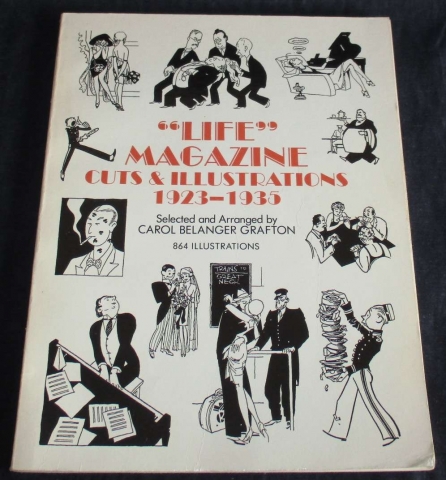 “LIFE”
MAGAZINE
CUTS & ILLUSTRATIONS
1923–1935
Selected and Arranged by
CAROL BELANGER GRAFTON
864 ILLUSTRATIONS
TRAINS
GREAT
NECK